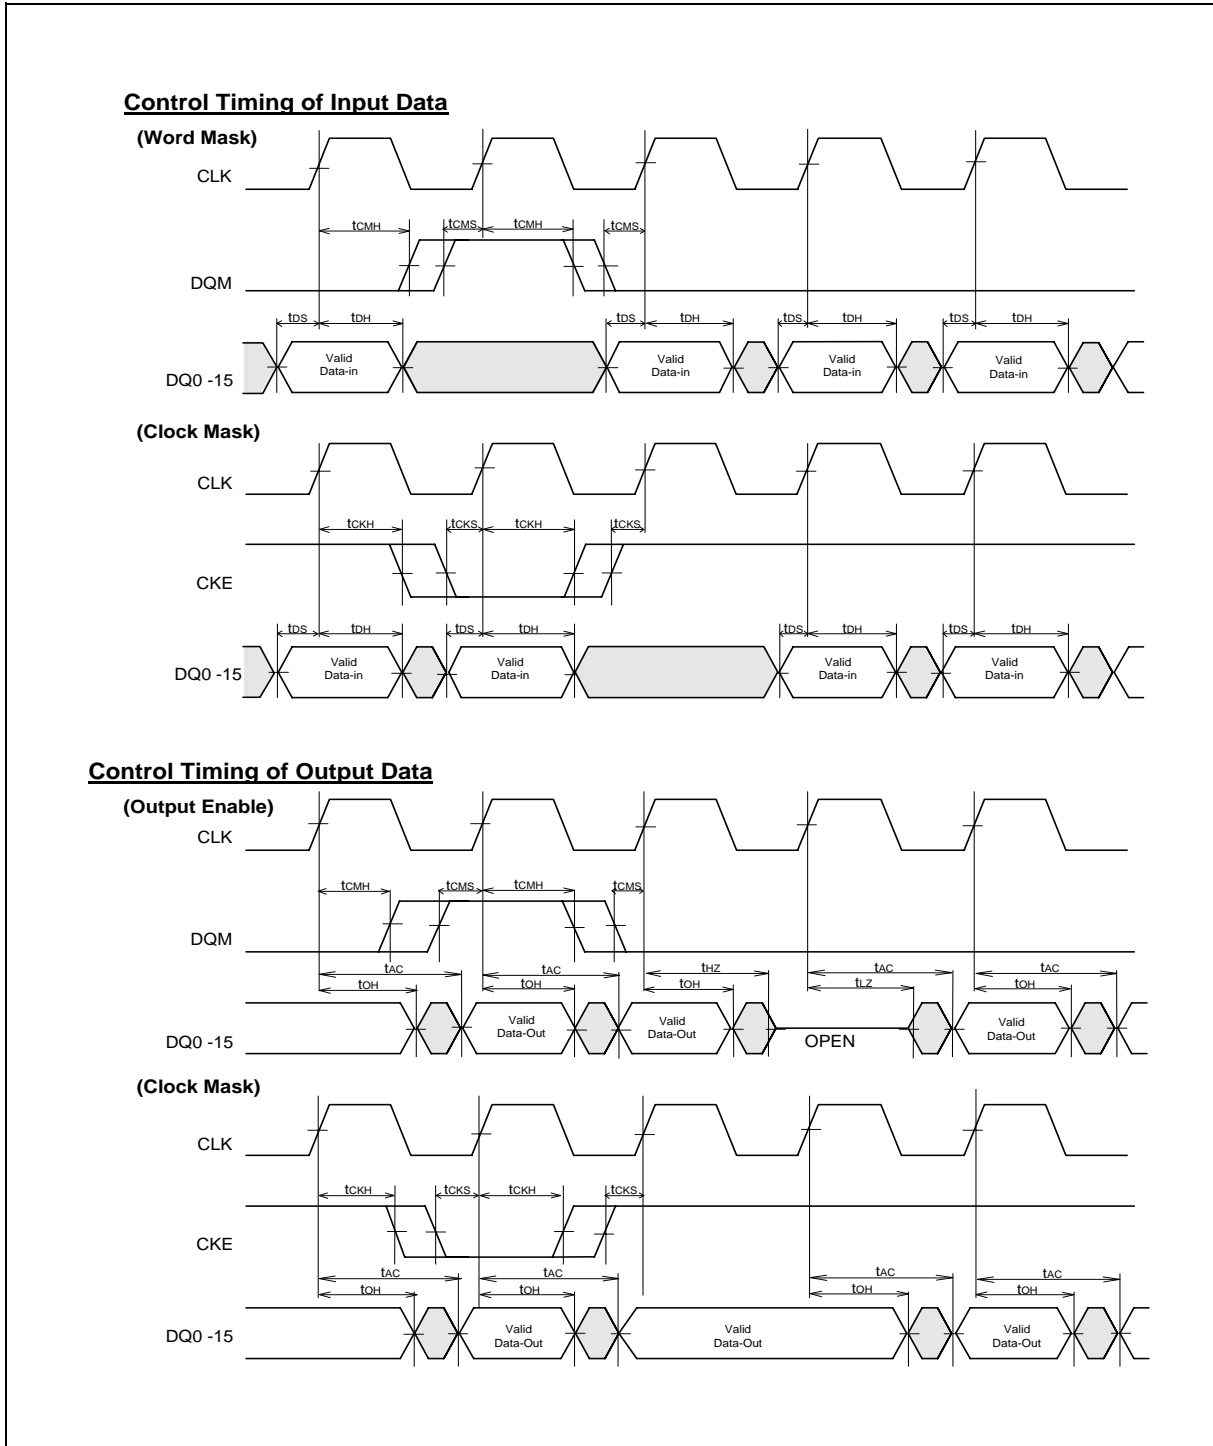 Control Timing of Input Data
(Word Mask)
CLK
tCMH tCMS tCMH tCMS
DQM
tDS tDH tDS tDH tDS tDH tDS tDH
DQ0 -15
Valid Data-in
Valid Data-in
Valid Data-in
Valid Data-in
(Clock Mask)
CLK
tCKH tCKS tCKH tCKS
CKE
tDS tDH tDS tDH tDS tDH tDS tDH
DQ0 -15
Valid Data-in
Valid Data-in
Valid Data-in
Valid Data-in
Control Timing of Output Data
(Output Enable)
CLK
tCMH tCMS tCMH tCMS
DQM
tAC tAC tHZ tAC tAC
tOH tOH tOH tLZ tOH
DQ0 -15
Valid Data-Out
Valid Data-Out
OPEN
Valid Data-Out
(Clock Mask)
CLK
tCKH tCKS tCKH tCKS
CKE
tAC tAC tAC tAC
tOH tOH tOH tOH
DQ0 -15
Valid Data-Out
Valid Data-Out
Valid Data-Out